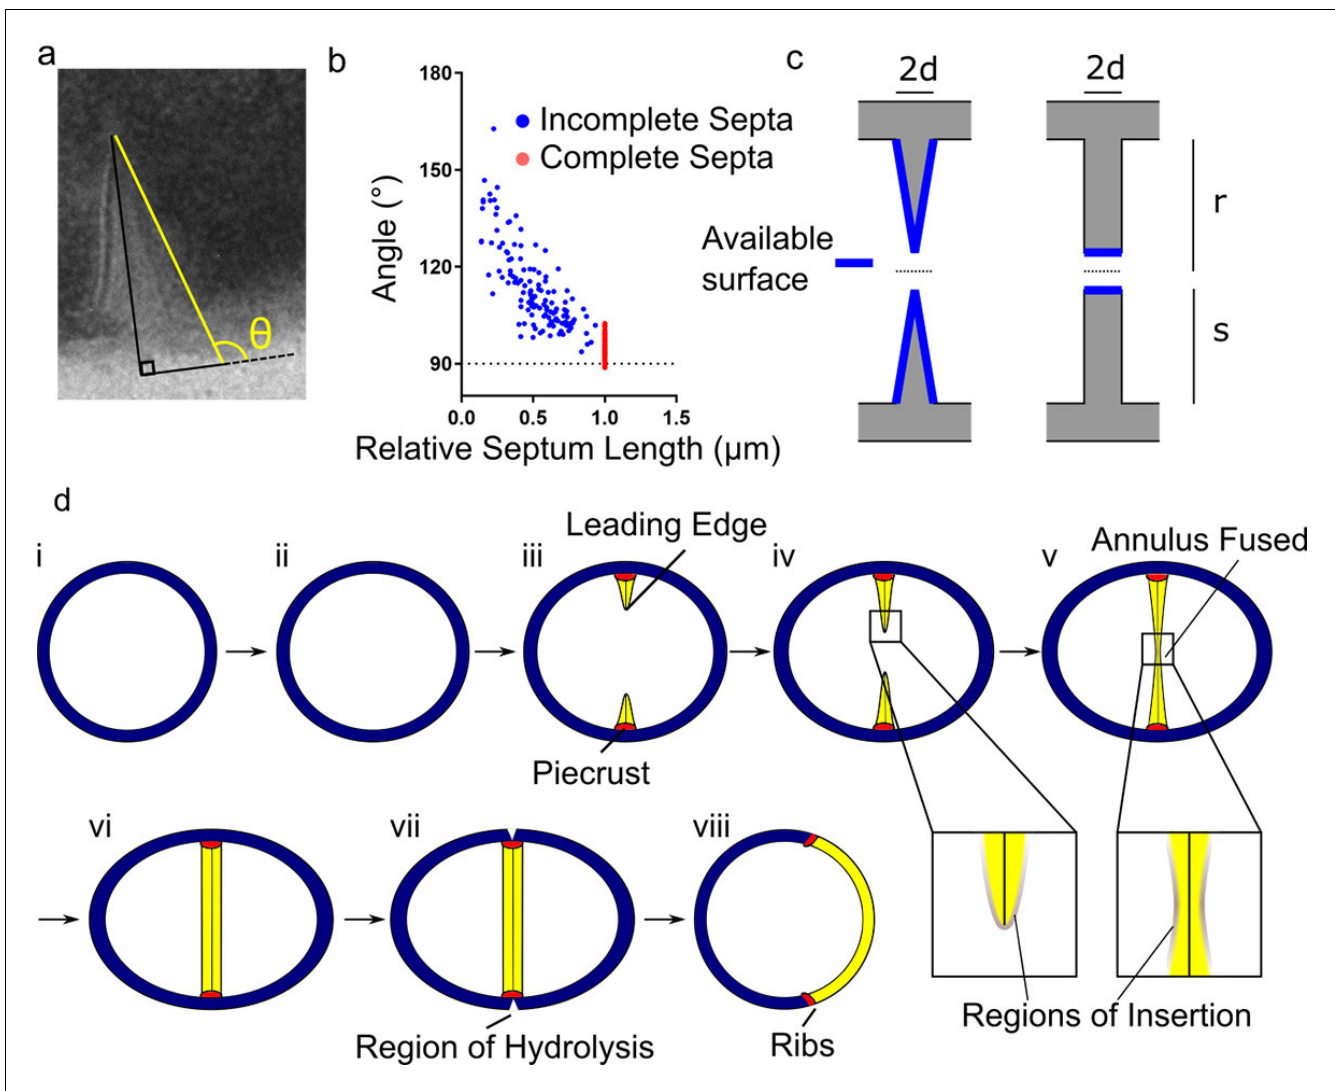 a
θ
b
180
150
120
90
Angle (°)
Incomplete Septa
Complete Septa
0.0 0.5 1.0 1.5
Relative Septum Length (µm)
c
2d 2d
Available
surface
r
s
d
i ii iii iv v
Leading Edge
Annulus Fused
Piecrust
vi vii viii
Region of Hydrolysis
Ribs
Regions of Insertion